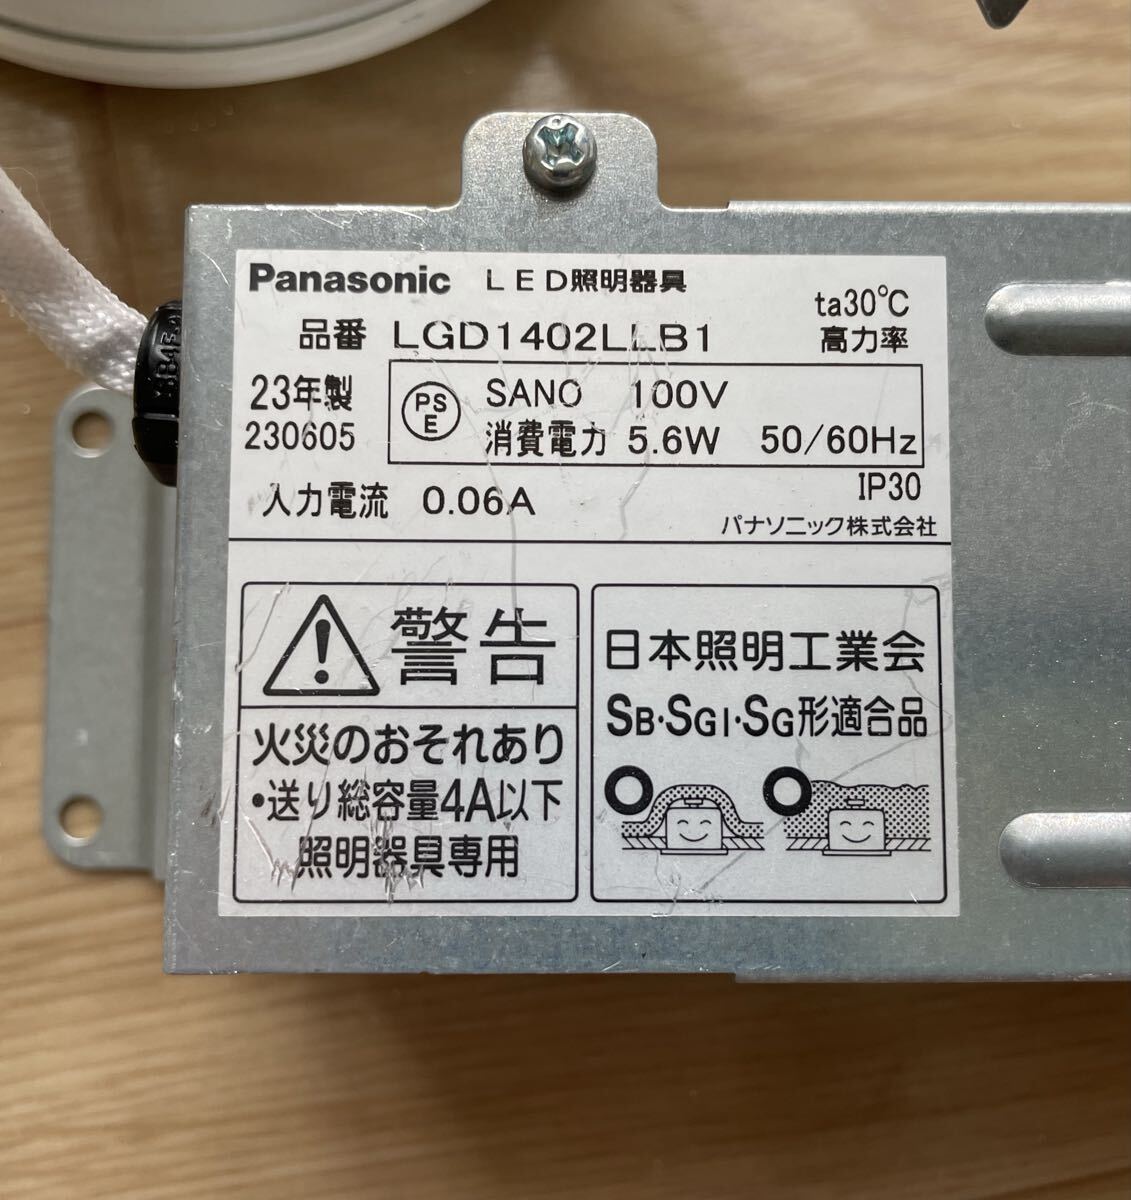 Panasonic LED照明器具
ta30℃
品番 LGD1402LLB1 高力率
23年製
230605
PS
E
SANO 100V
消費電力 5.6W 50/60Hz
入力電流 0.06A
IP30
パナソニック株式会社
警告
火災のおそれあり
・送り総容量4A以下
照明器具専用
日本照明工業会
SB・SGI・SG形適合品